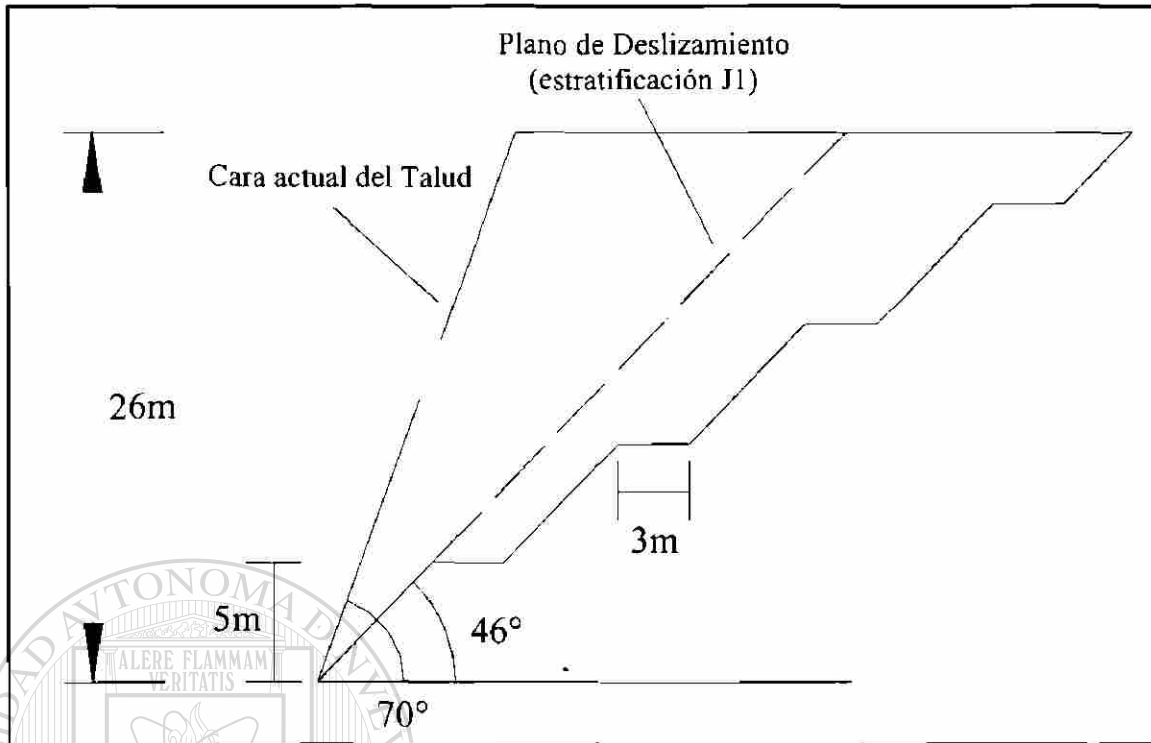 Plano de Deslizamiento
(estratificación J1)
Cara actual del Talud
26m
3m
5m
46°
70°
ALERE FLAMMAM
VERITATIS